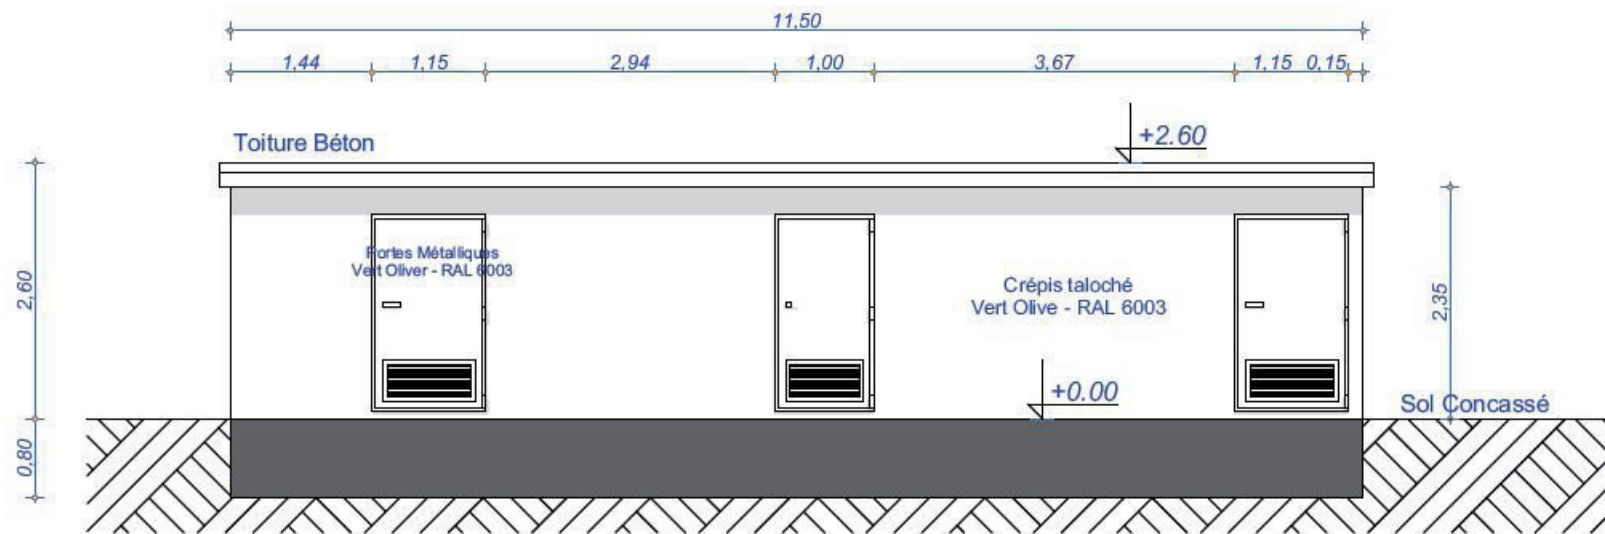 11,50
1,44 1,15 2,94 1,00 3,67 1,15 0,15
+2.60
Toiture Béton
Portes Métalliques
Vert Oliver - RAL 6003
Crépis taloché
Vert Olive - RAL 6003
2,60
2,35
+0.00
Sol Concassé
0,80